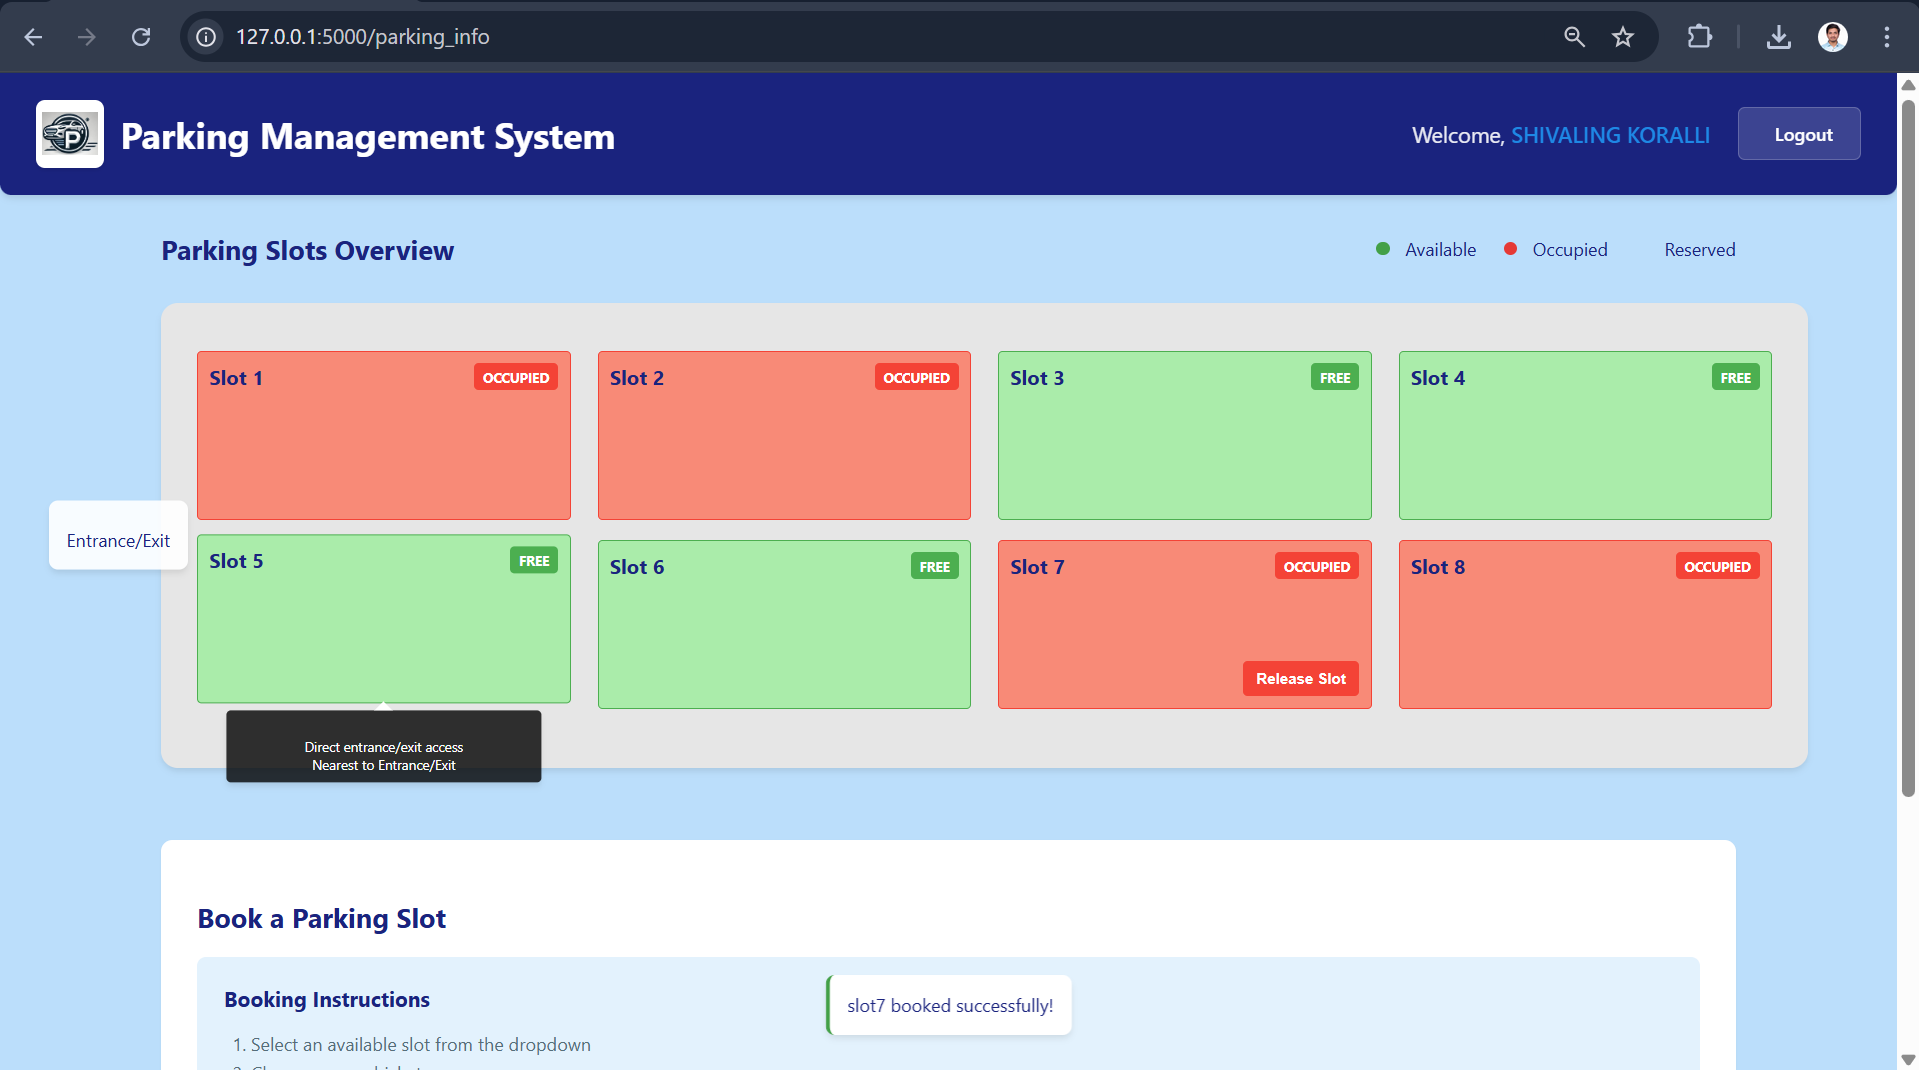 127.0.0.1:5000/parking_info
P
Parking Management System
Welcome, SHIVALING KORALLI
Logout
Parking Slots Overview
Available
Occupied
Reserved
Slot 1
OCCUPIED
Slot 2
OCCUPIED
Slot 3
FREE
Slot 4
FREE
Entrance/Exit
Slot 5
FREE
Slot 6
FREE
Slot 7
OCCUPIED
Release Slot
Slot 8
OCCUPIED
Direct entrance/exit access
Nearest to Entrance/Exit
Book a Parking Slot
Booking Instructions
slot7 booked successfully!
1. Select an available slot from the dropdown